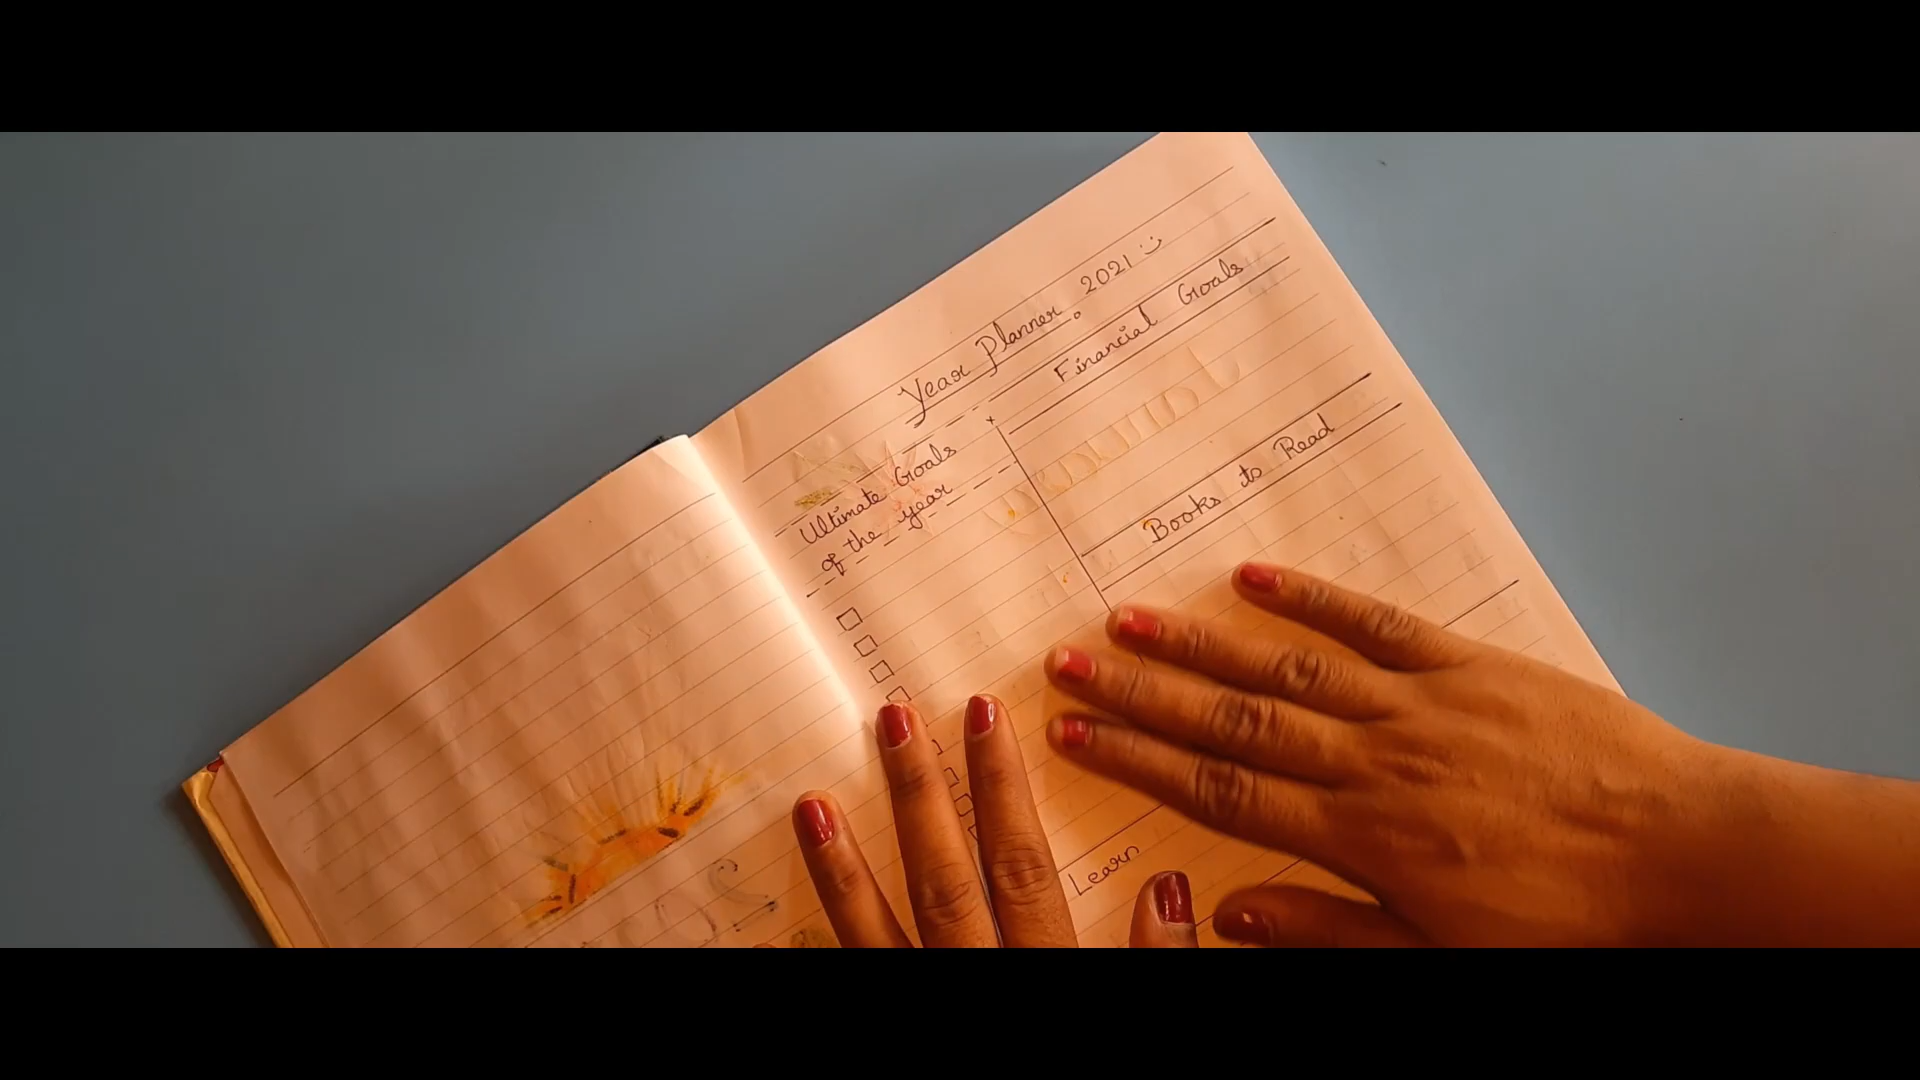 Year Planner 2021
Ultimate Goals
of the year
Financial Goals
Books to Read
Learn